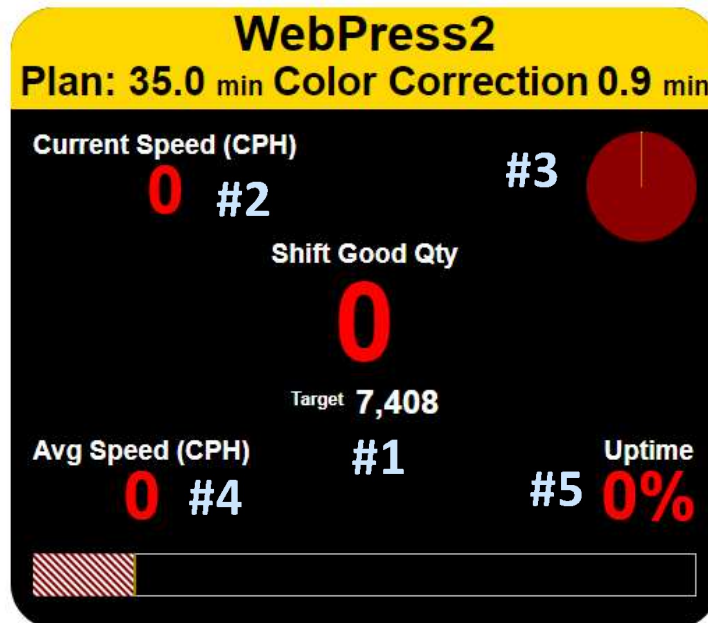 WebPress2
Plan: 35.0 min Color Correction 0.9 min
Current Speed (CPH)
0 #2
#3
Shift Good Qty
0
Target 7,408
#1
Avg Speed (CPH)
0 #4
Uptime
#5 0%